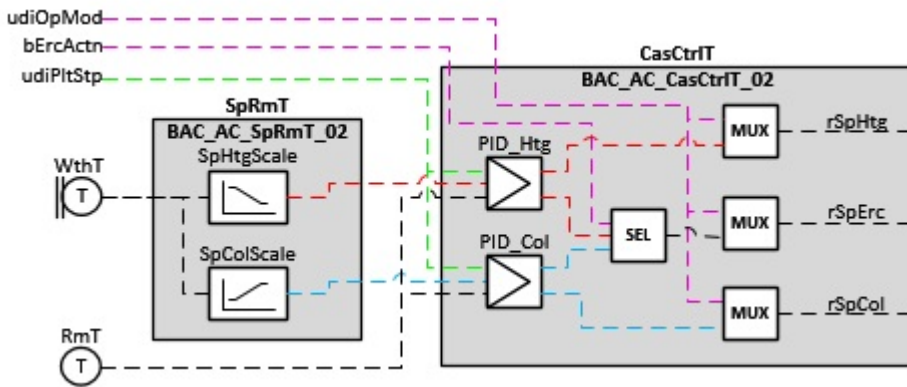 udiOpMod
bErcActn
udiPltStp
CasCtrlT
BAC_AC_CasCtrlT_02
SpRmT
BAC_AC_SpRmT_02
SpHtgScale
SpColScale
WthT
T
RmT
T
PID_Htg
PID_Col
SEL
MUX
rSpHtg
MUX
rSpErc
MUX
rSpCol